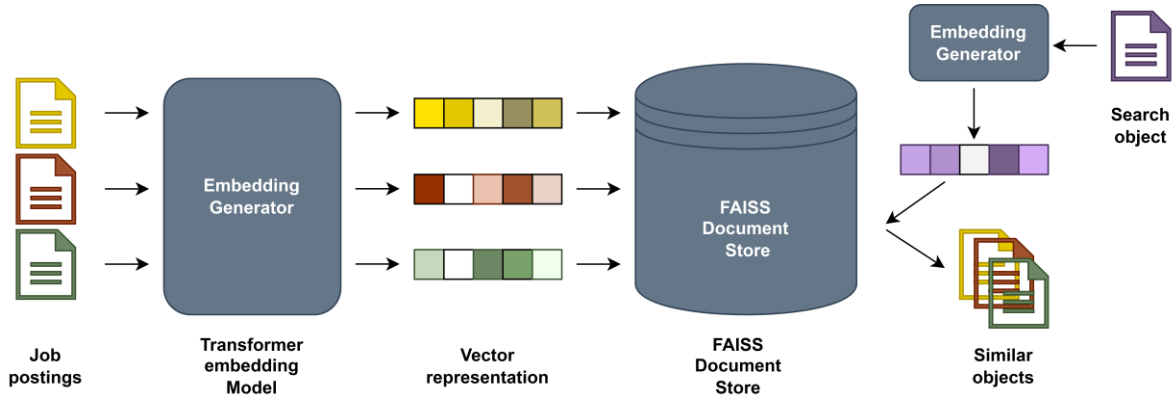 Embedding
Generator
Search
object
Embedding
Generator
FAISS
Document
Store
Job
postings
Transformer
embedding
Model
Vector
representation
FAISS
Document
Store
Similar
objects